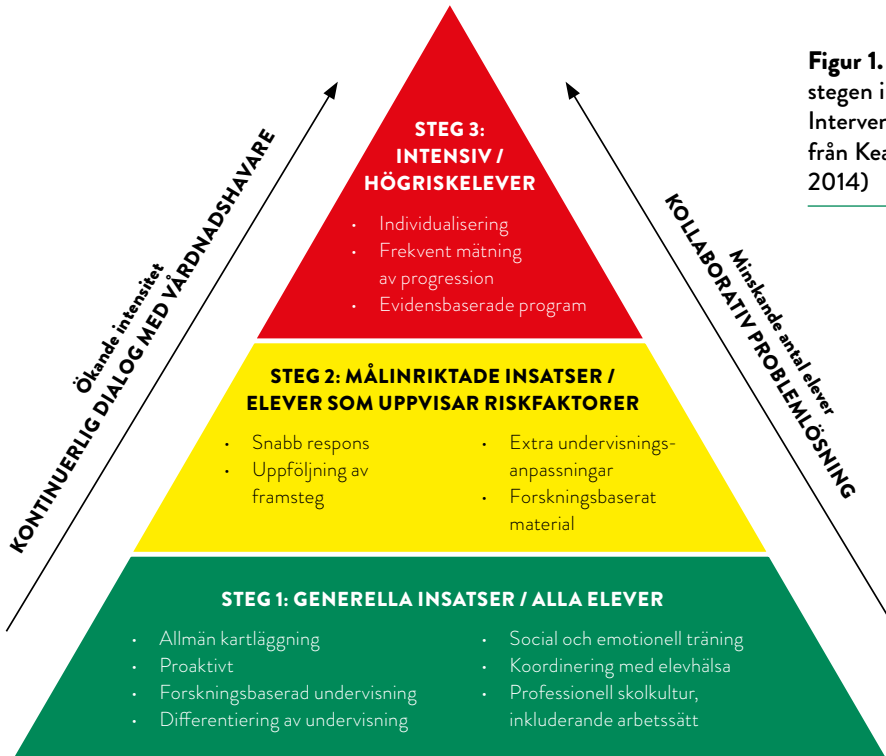 Figur 1.
stegen i
Interver
från Kea
2014)
Ökande intensitet
KONTINUERLIG DIALOG MED VÅRDNADSHAVARE
Minskande antal elever
KOLLABORATIV PROBLEMLÖSNING
STEG 3:
INTENSIV /
HÖGRISKELEVER
• Individualisering
• Frekvent mätning
av progression
• Evidensbaserade program
STEG 2: MÅLINRIKTADE INSATSER /
ELEVER SOM UPPVISAR RISKFAKTORER
• Snabb respons
• Uppföljning av
framsteg
• Extra undervisnings-
anpassningar
• Forskningsbaserat
material
STEG 1: GENERELLA INSATSER / ALLA ELEVER
• Allmän kartläggning
• Proaktivt
• Forskningsbaserad undervisning
• Differentiering av undervisning
• Social och emotionell träning
• Koordinering med elevhälsa
• Professionell skolkultur,
inkluderande arbetssätt